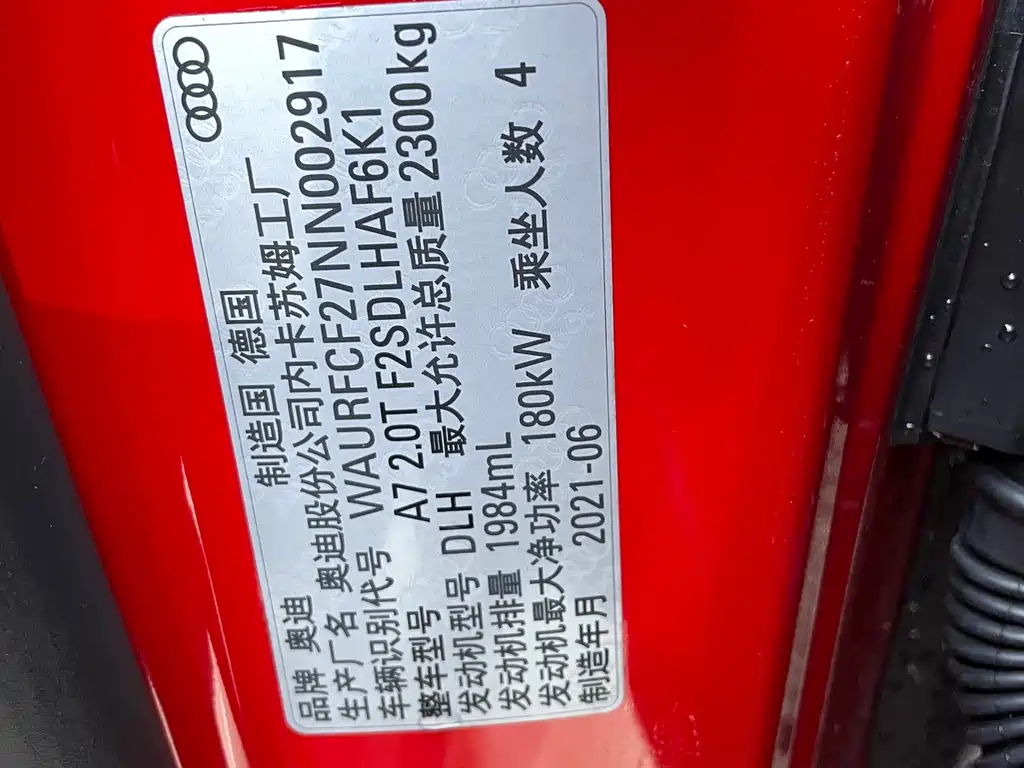 品牌 奥迪 制造国 德国
生产厂名 奥迪股份公司内卡苏姆工厂
车辆识别代号 WAURFCF27NN002917
整车型号 A7 2.0T F2SDLHAF6K1
发动机型号 DLH 最大允许总质量 2300kg
发动机排量 1984mL
发动机最大净功率 180kW 乘坐人数 4
制造年月 2021-06